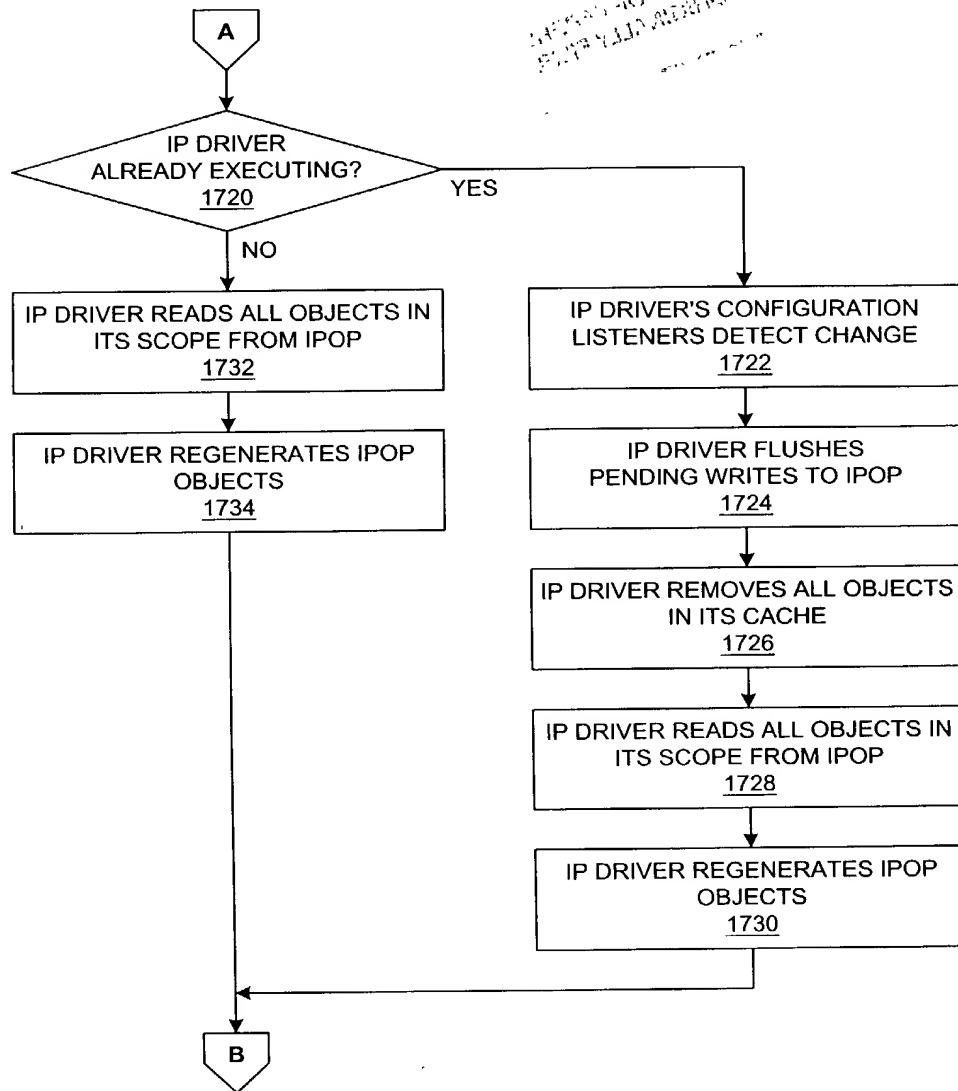 A
IP DRIVER
ALREADY EXECUTING?
1720
YES
NO
IP DRIVER READS ALL OBJECTS IN
ITS SCOPE FROM IPOP
1732
IP DRIVER REGENERATES IPOP
OBJECTS
1734
IP DRIVER'S CONFIGURATION
LISTENERS DETECT CHANGE
1722
IP DRIVER FLUSHES
PENDING WRITES TO IPOP
1724
IP DRIVER REMOVES ALL OBJECTS
IN ITS CACHE
1726
IP DRIVER READS ALL OBJECTS IN
ITS SCOPE FROM IPOP
1728
IP DRIVER REGENERATES IPOP
OBJECTS
1730
B